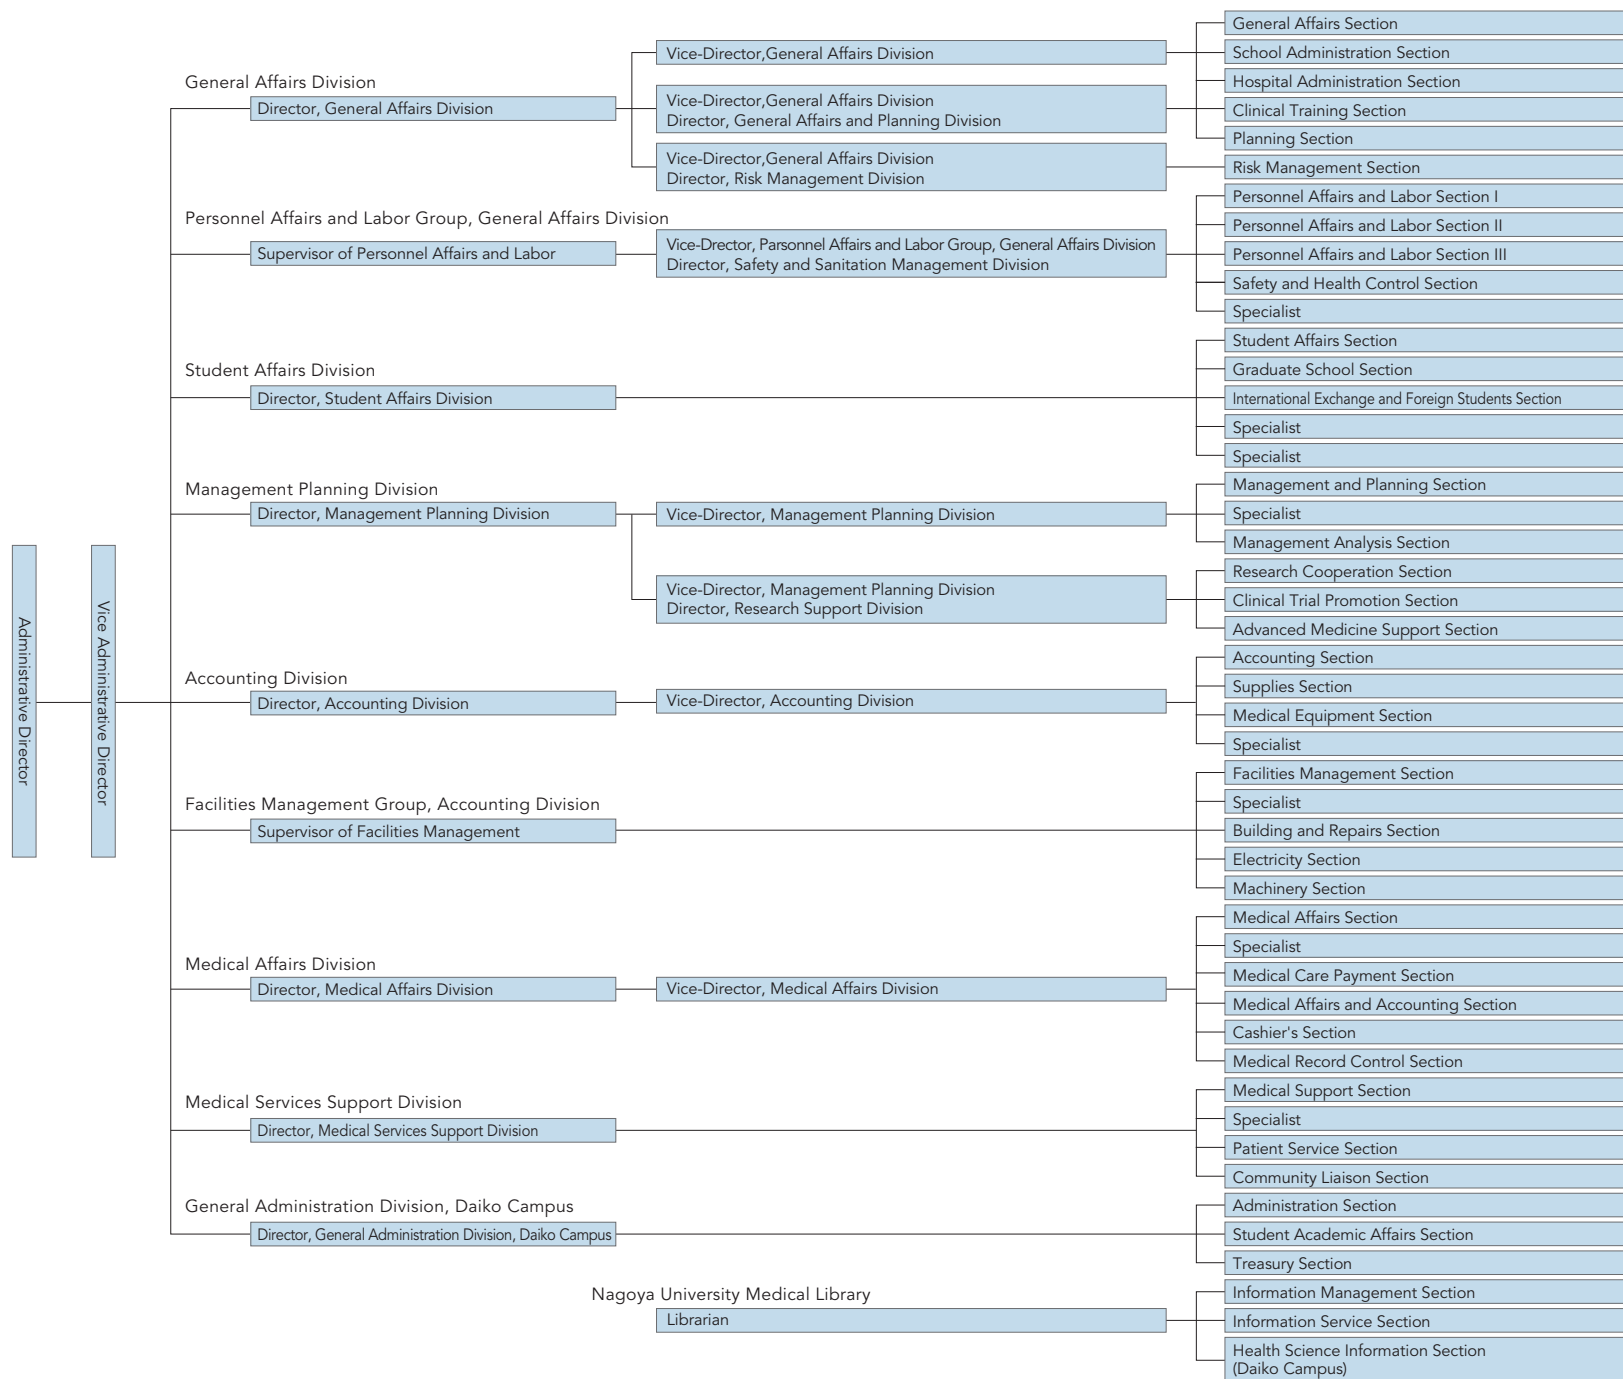 Administrative Director
Vice Administrative Director
General Affairs Division
Director, General Affairs Division
Vice-Director,General Affairs Division
Vice-Director,General Affairs Division
Director, General Affairs and Planning Division
Vice-Director,General Affairs Division
Director, Risk Management Division
General Affairs Section
School Administration Section
Hospital Administration Section
Clinical Training Section
Planning Section
Risk Management Section
Personnel Affairs and Labor Group, General Affairs Division
Supervisor of Personnel Affairs and Labor
Vice-Drector, Parsonnel Affairs and Labor Group, General Affairs Division
Director, Safety and Sanitation Management Division
Personnel Affairs and Labor Section I
Personnel Affairs and Labor Section II
Personnel Affairs and Labor Section III
Safety and Health Control Section
Specialist
Student Affairs Division
Director, Student Affairs Division
Student Affairs Section
Graduate School Section
International Exchange and Foreign Students Section
Specialist
Specialist
Management Planning Division
Director, Management Planning Division
Vice-Director, Management Planning Division
Management and Planning Section
Specialist
Management Analysis Section
Vice-Director, Management Planning Division
Director, Research Support Division
Research Cooperation Section
Clinical Trial Promotion Section
Advanced Medicine Support Section
Accounting Division
Director, Accounting Division
Vice-Director, Accounting Division
Accounting Section
Supplies Section
Medical Equipment Section
Specialist
Facilities Management Group, Accounting Division
Supervisor of Facilities Management
Facilities Management Section
Specialist
Building and Repairs Section
Electricity Section
Machinery Section
Medical Affairs Division
Director, Medical Affairs Division
Vice-Director, Medical Affairs Division
Medical Affairs Section
Specialist
Medical Care Payment Section
Medical Affairs and Accounting Section
Cashier's Section
Medical Record Control Section
Medical Services Support Division
Director, Medical Services Support Division
Medical Support Section
Specialist
Patient Service Section
Community Liaison Section
General Administration Division, Daiko Campus
Director, General Administration Division, Daiko Campus
Administration Section
Student Academic Affairs Section
Treasury Section
Nagoya University Medical Library
Librarian
Information Management Section
Information Service Section
Health Science Information Section
(Daiko Campus)